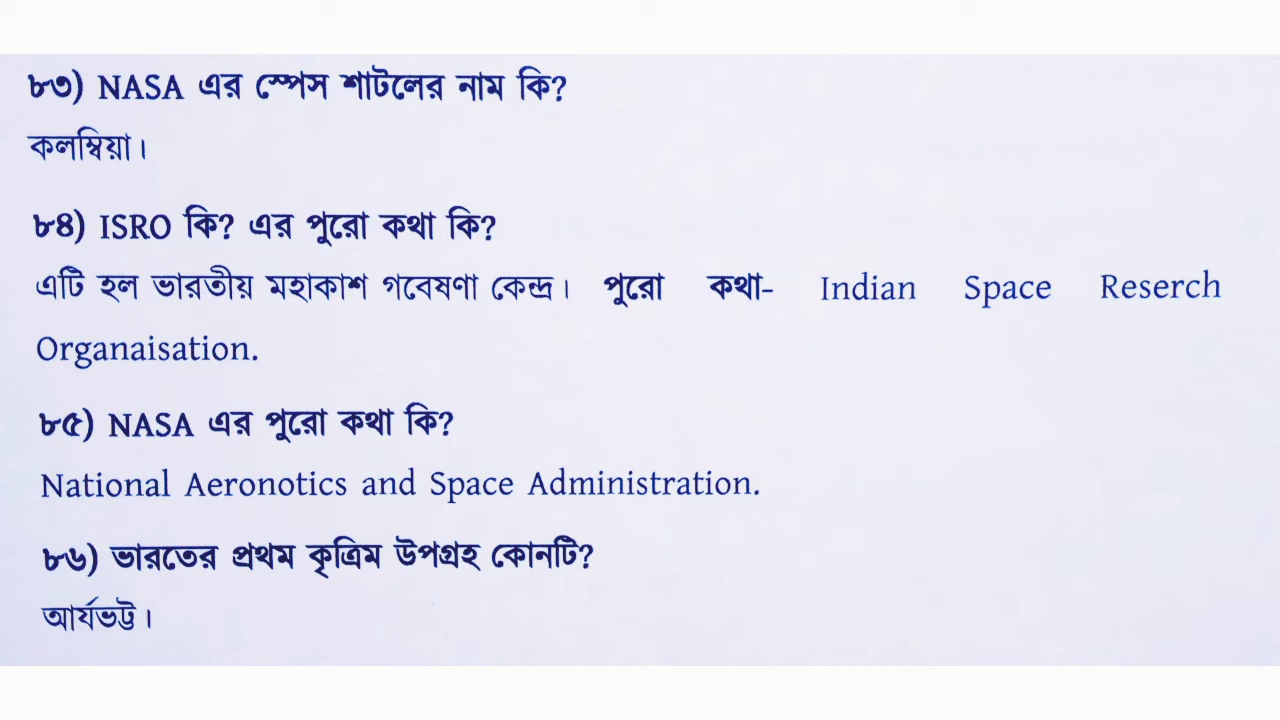 ৮৩) NASA এর স্পেস শাটলের নাম কি?
কলম্বিয়া।
৮৪) ISRO কি? এর পুরো কথা কি?
এটি হল ভারতীয় মহাকাশ গবেষণা কেন্দ্র। পুরো কথা- Indian Space Reserch
Organaisation.
৮৫) NASA এর পুরো কথা কি?
National Aeronotics and Space Administration.
৮৬) ভারতের প্রথম কৃত্রিম উপগ্রহ কোনটি?
আর্যভট্ট।